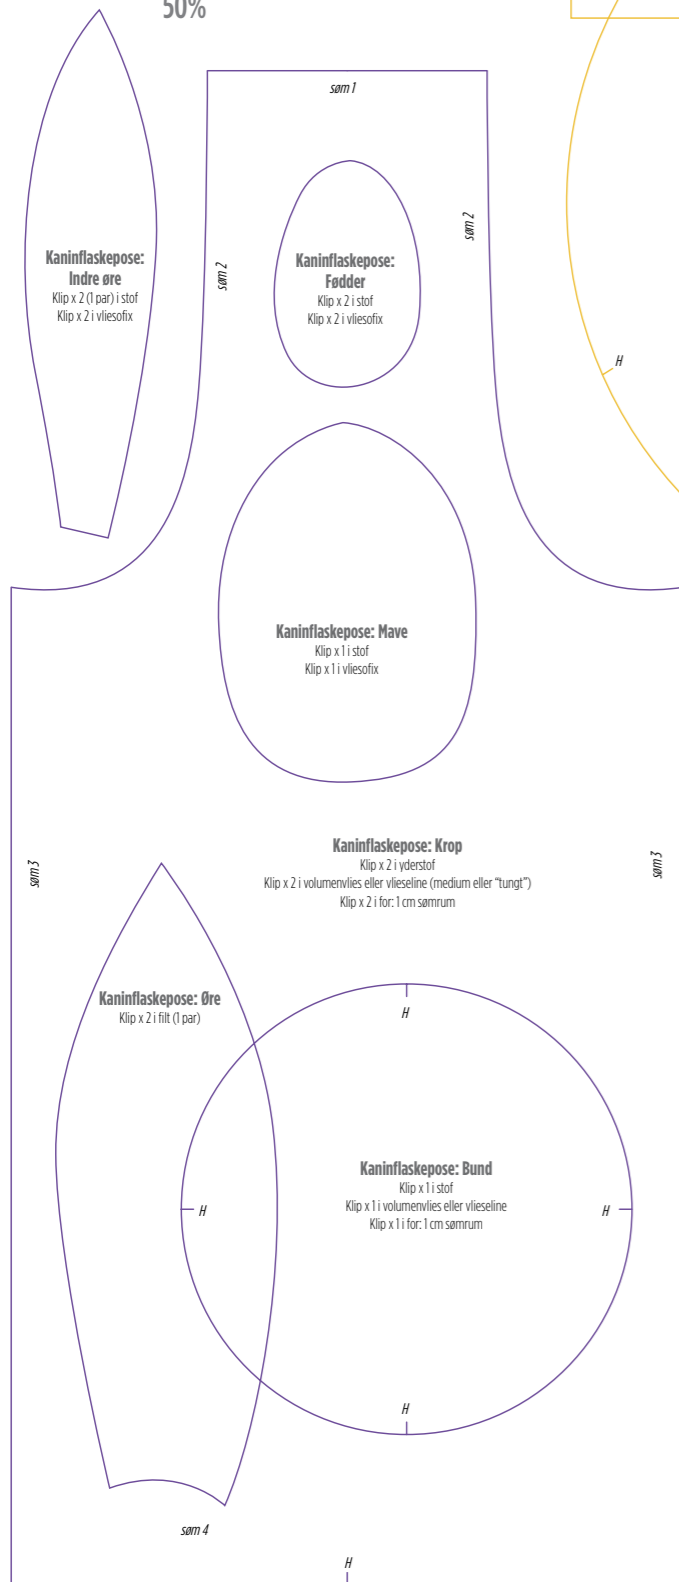 50%
søm 1
søm 2
søm 2
Kaninflaskepose:
Indre øre
Klip x 2 (1 par) i stof
Klip x 2 i vliesofix
Kaninflaskepose:
Fødder
Klip x 2 i stof
Klip x 2 i vliesofix
H
Kaninflaskepose: Mave
Klip x 1 i stof
Klip x 1 i vliesofix
søm 3
søm 3
Kaninflaskepose: Krop
Klip x 2 i yderstof
Klip x 2 i volumenvlies eller vlieseline (medium eller “tungt”)
Klip x 2 i for: 1 cm sømrum
Kaninflaskepose: Øre
Klip x 2 i filt (1 par)
H
Kaninflaskepose: Bund
Klip x 1 i stof
Klip x 1 i volumenvlies eller vlieseline
Klip x 1 i for: 1 cm sømrum
H
H
H
søm 4
H